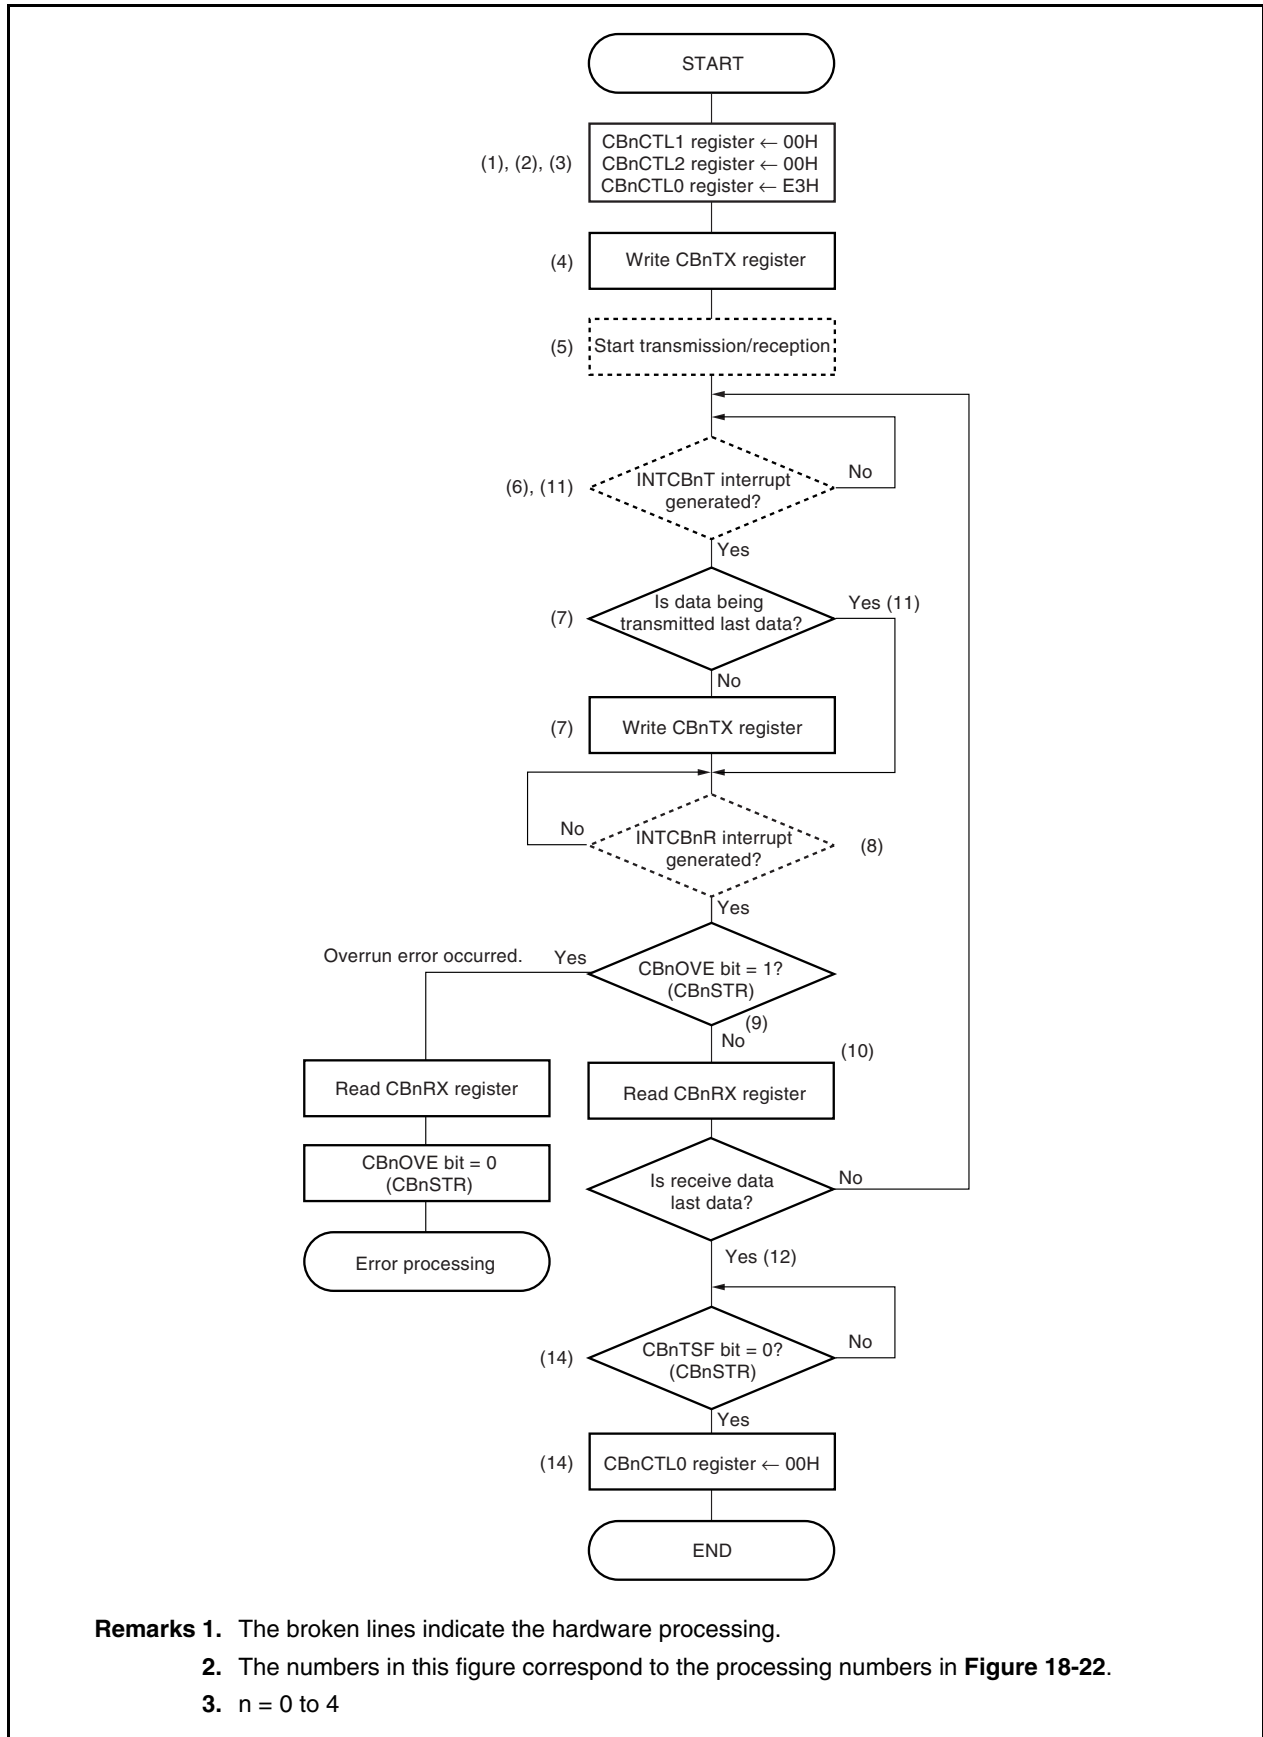 START
CBnCTL1 register ← 00H
(1), (2), (3)
CBnCTL2 register ← 00H
CBnCTL0 register ← E3H
(4)
Write CBnTX register
(5)
Start transmission/reception
(6), (11)
INTCBnT interrupt
generated?
No
Yes
(7)
Is data being
transmitted last data?
Yes (11)
No
(7)
Write CBnTX register
No
INTCBnR interrupt
generated?
(8)
Yes
Overrun error occurred.
Yes
CBnOVE bit = 1?
(CBnSTR)
(9)
No
(10)
Read CBnRX register
Read CBnRX register
CBnOVE bit = 0
(CBnSTR)
Is receive data
last data?
No
Error processing
Yes (12)
(14)
CBnTSF bit = 0?
(CBnSTR)
No
Yes
(14)
CBnCTL0 register ← 00H
END
Remarks 1. The broken lines indicate the hardware processing.
2. The numbers in this figure correspond to the processing numbers in Figure 18-22.
3. n = 0 to 4